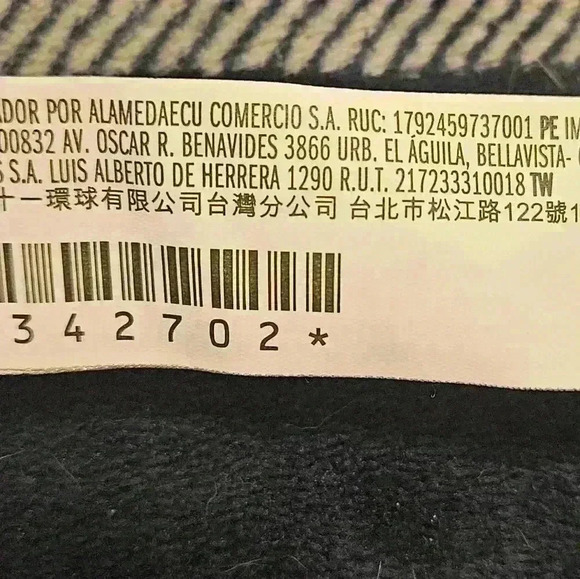 ADOR POR ALAMEDAECU COMERCIO S.A. RUC: 1792459737001 PE IM
00832 AV. OSCAR R. BENAVIDES 3866 URB. EL ÁGUILA, BELLAVISTA-
S S.A. LUIS ALBERTO DE HERRERA 1290 R.U.T. 217233310018 TW
十一環球有限公司台灣分公司 台北市松江路122號1
342702*